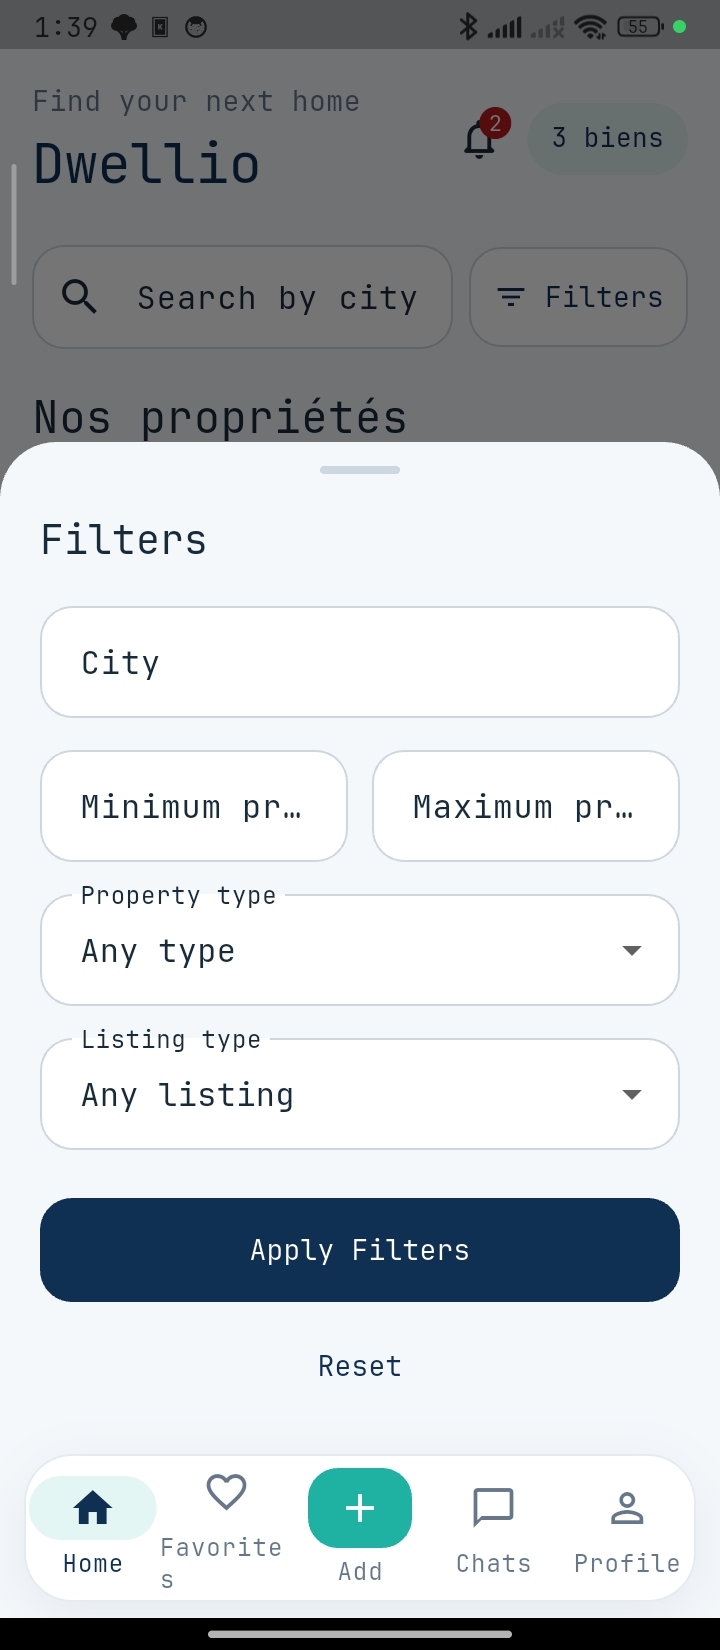 1:39
55
Find your next home
2
3 biens
Dwellio
Search by city
Filters
Nos propriétés
Filters
City
Minimum pr…
Maximum pr…
Property type
Any type
Listing type
Any listing
Apply Filters
Reset
Home
Favorite
s
Add
Chats
Profile